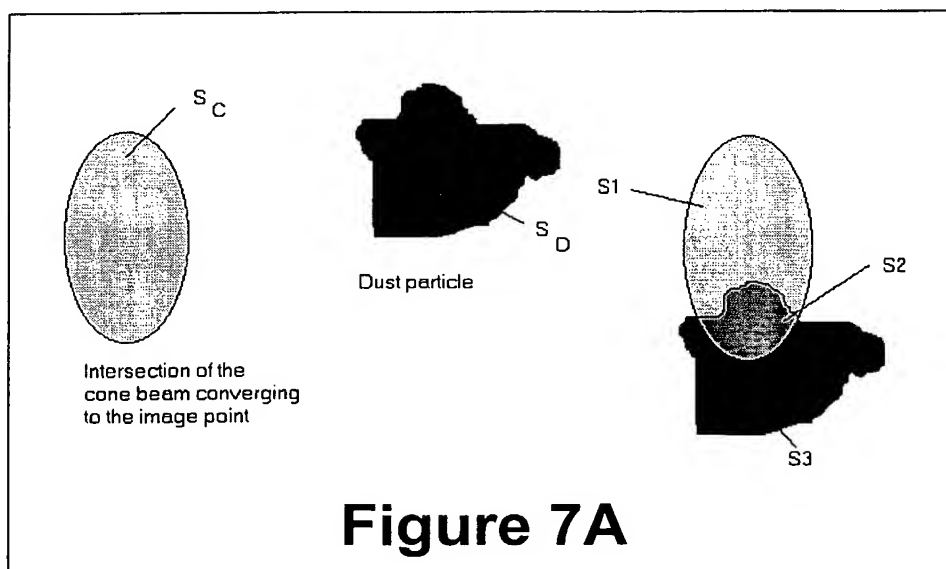 S C
Intersection of the
cone beam converging
to the image point
S D
Dust particle
S1
S2
S3
Figure 7A